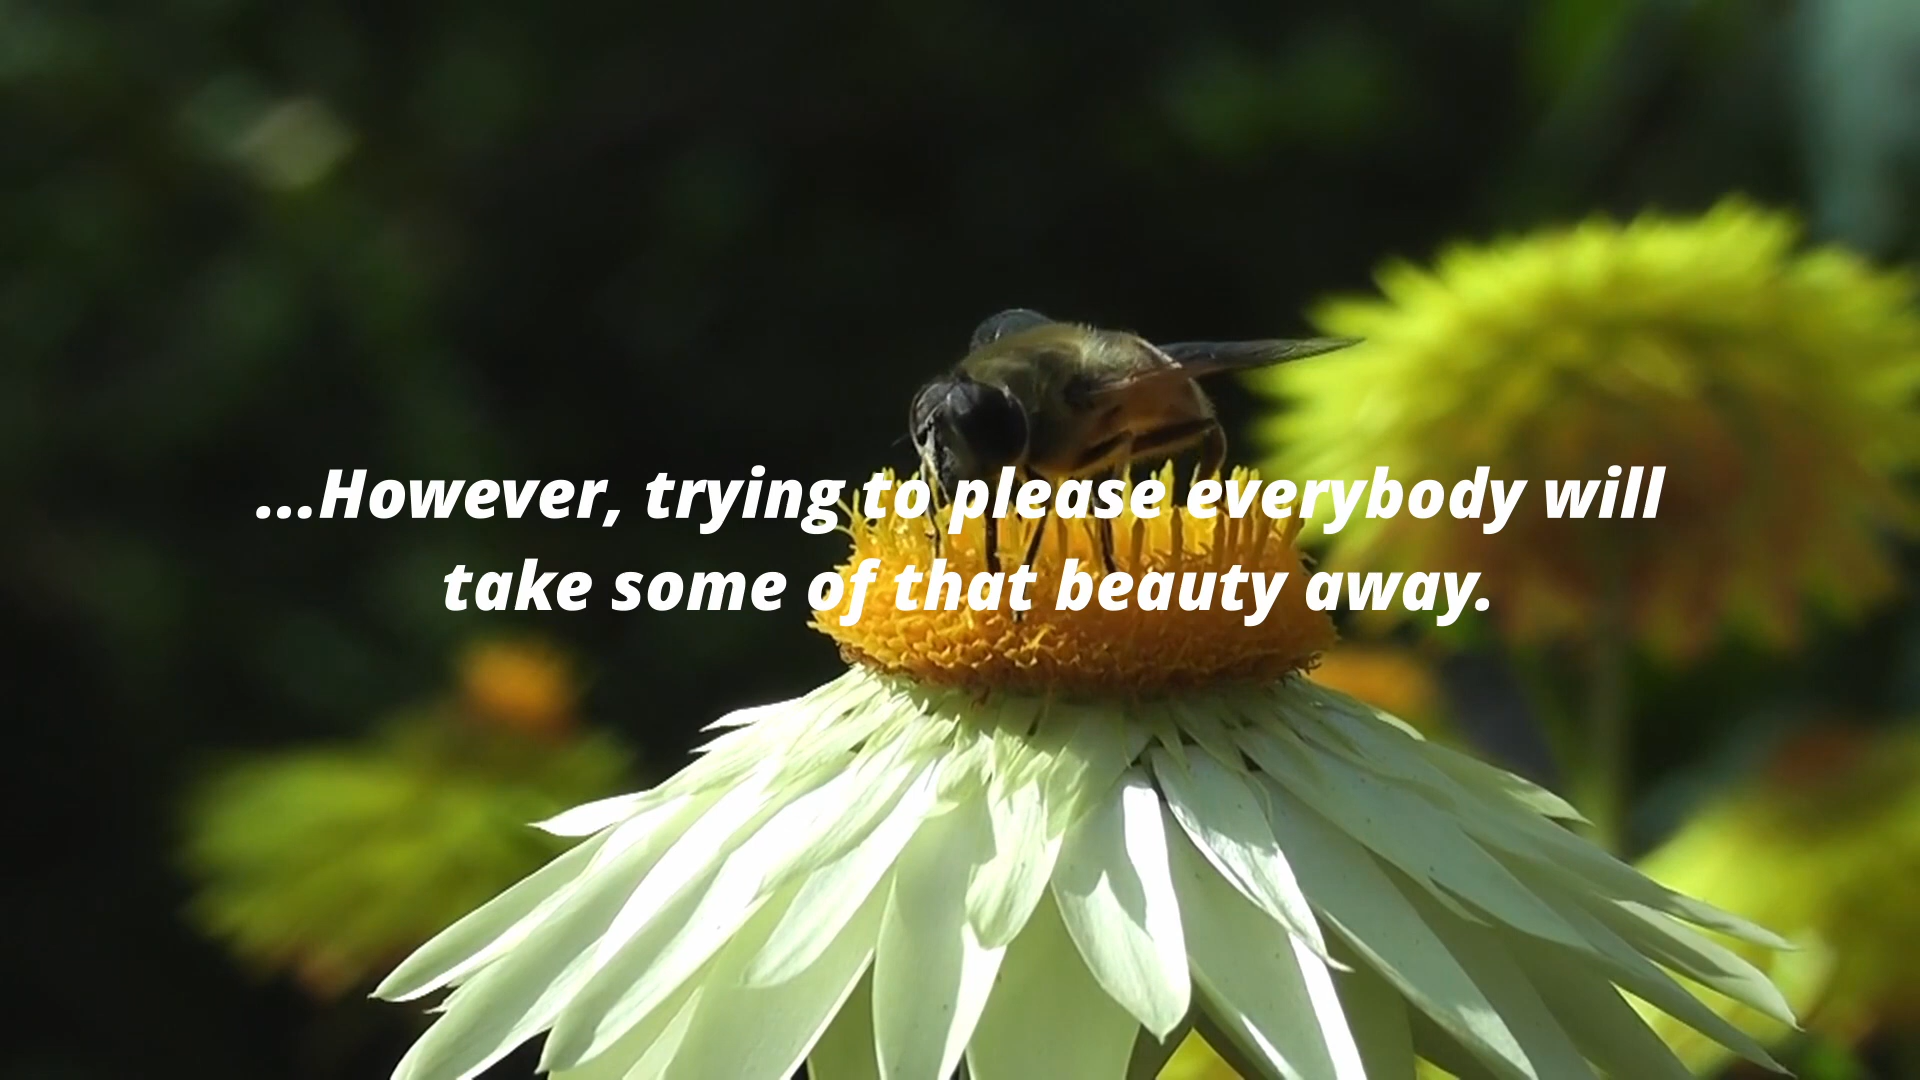 ...However, trying to please everybody will
take some of that beauty away.